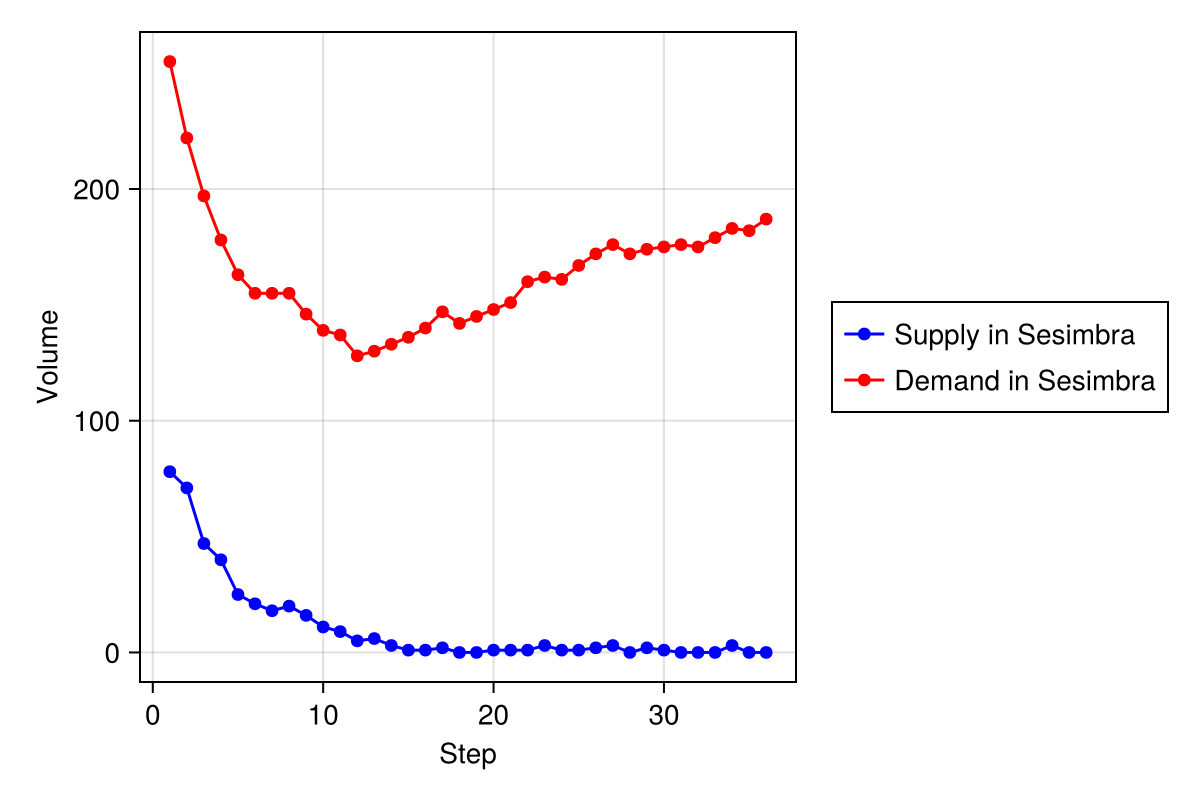 200
100
0
Volume
0 10 20 30
Step
Supply in Sesimbra
Demand in Sesimbra